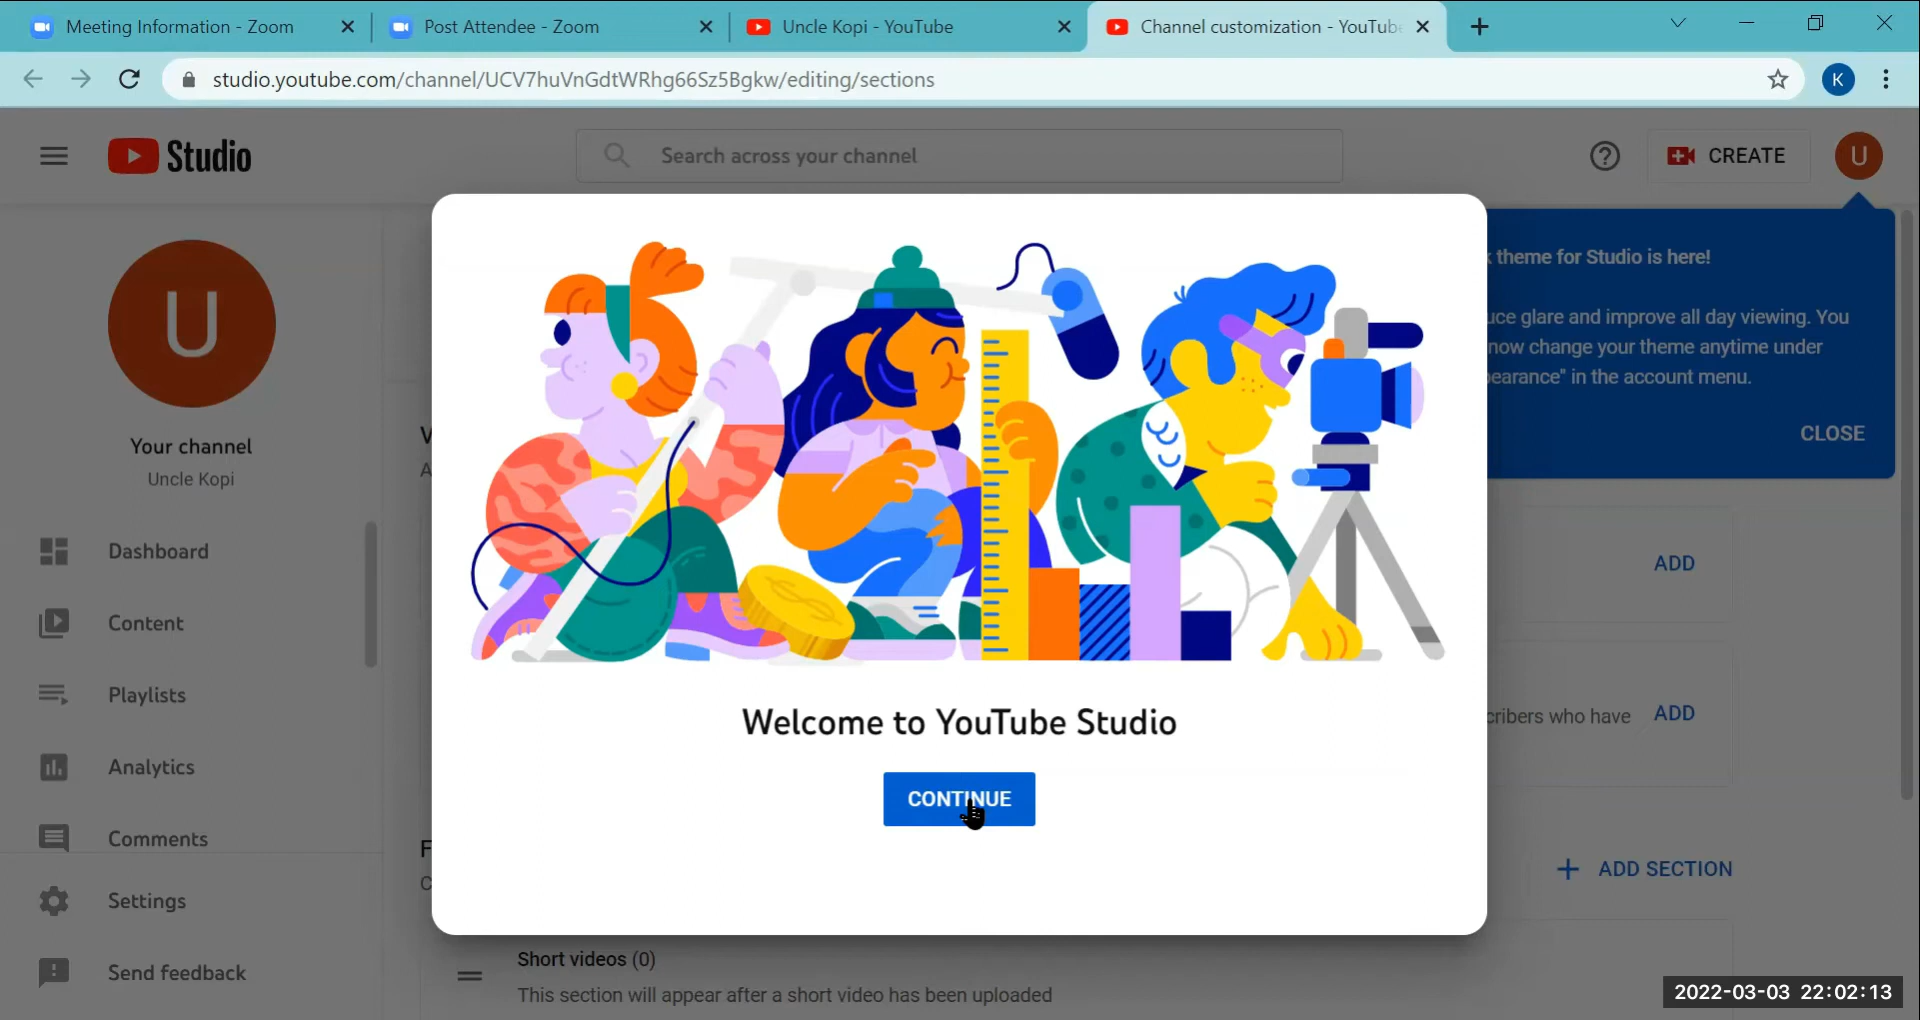 Meeting Information - Zoom
Post Attendee - Zoom
Uncle Kopi - YouTube
Channel customization - YouTub
studio.youtube.com/channel/UCV7huVnGdtWRhg66Sz5Bgkw/editing/sections
K
Studio
Search across your channel
CREATE
U
U
theme for Studio is here!
uce glare and improve all day viewing. You
now change your theme anytime under
earance" in the account menu.
CLOSE
Your channel
Uncle Kopi
Dashboard
Content
Playlists
Analytics
Comments
Settings
Send feedback
Welcome to YouTube Studio
CONTINUE
ADD
cribers who have
ADD
ADD SECTION
Short videos (0)
This section will appear after a short video has been uploaded
2022-03-03 22:02:13